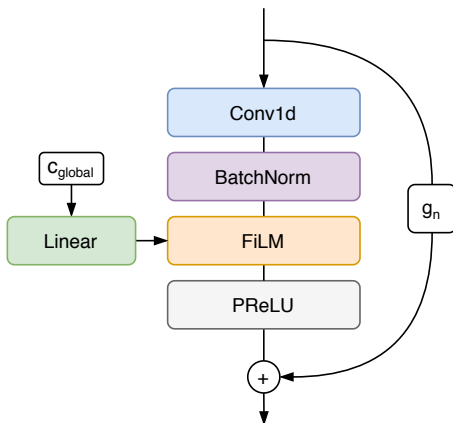 Conv1d
BatchNorm
c_global
g_n
Linear
FiLM
PReLU
+